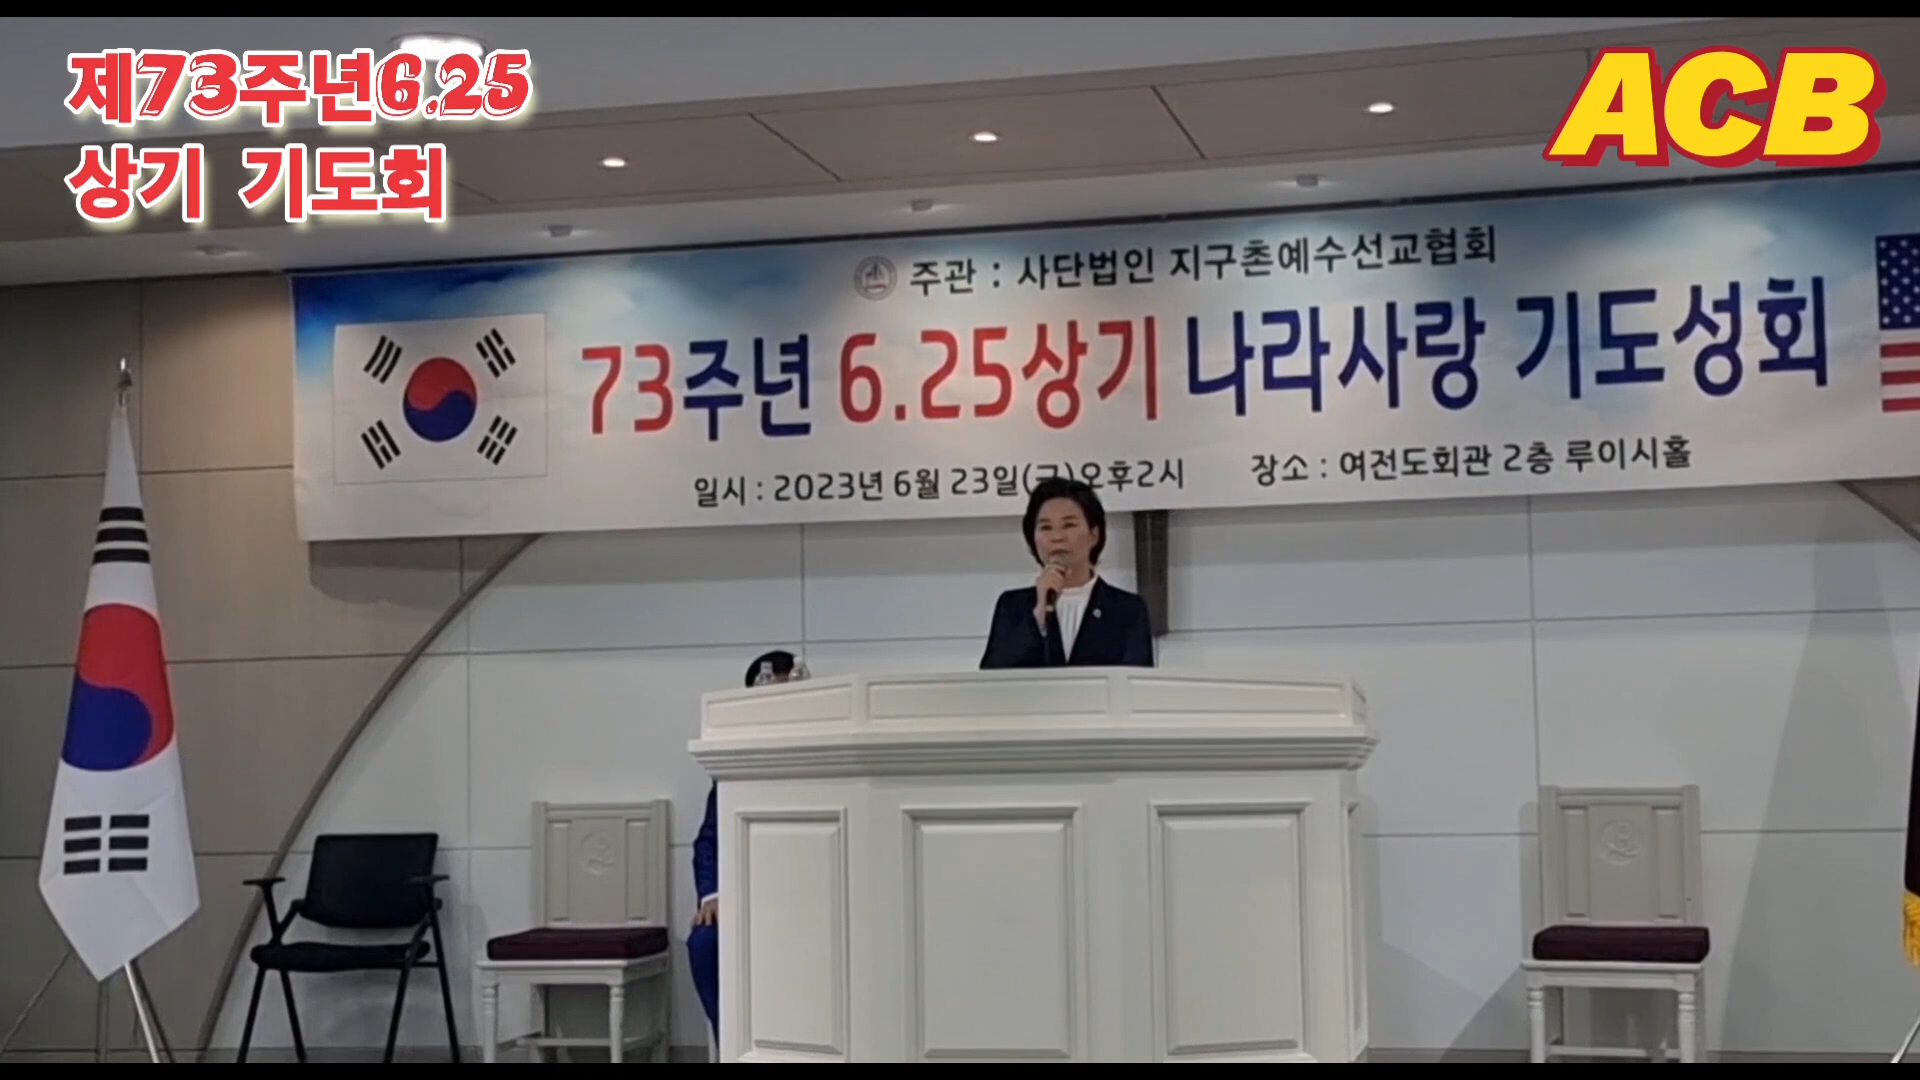 제73주년6.25
상기 기도회
ACB
주관 : 사단법인 지구촌예수선교협회
73주년 6.25상기 나라사랑 기도성회
일시 : 2023년 6월 23일(금)오후2시 장소 : 여전도회관 2층 루이시홀